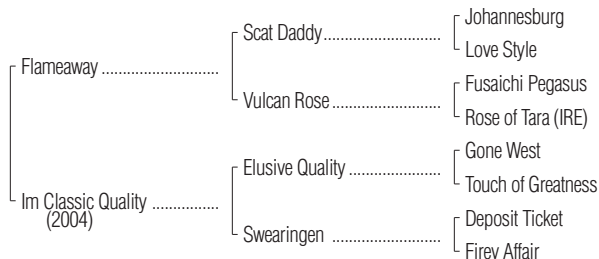 Johannesburg
Scat Daddy
Love Style
Flameaway
Fusaichi Pegasus
Vulcan Rose
Rose of Tara (IRE)
Gone West
Elusive Quality
Touch of Greatness
Im Classic Quality
(2004)
Deposit Ticket
Swearingen
Firey Affair